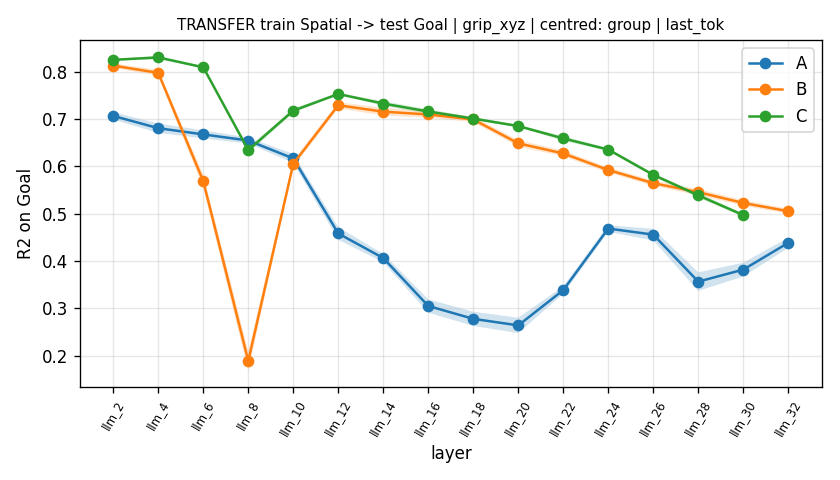 TRANSFER train Spatial -> test Goal | grip_xyz | centred: group | last_tok
A
B
C
R2 on Goal
0.8
0.7
0.6
0.5
0.4
0.3
0.2
llm_2
llm_4
llm_6
llm_8
llm_10
llm_12
llm_14
llm_16
llm_18
llm_20
llm_22
llm_24
llm_26
llm_28
llm_30
llm_32
layer